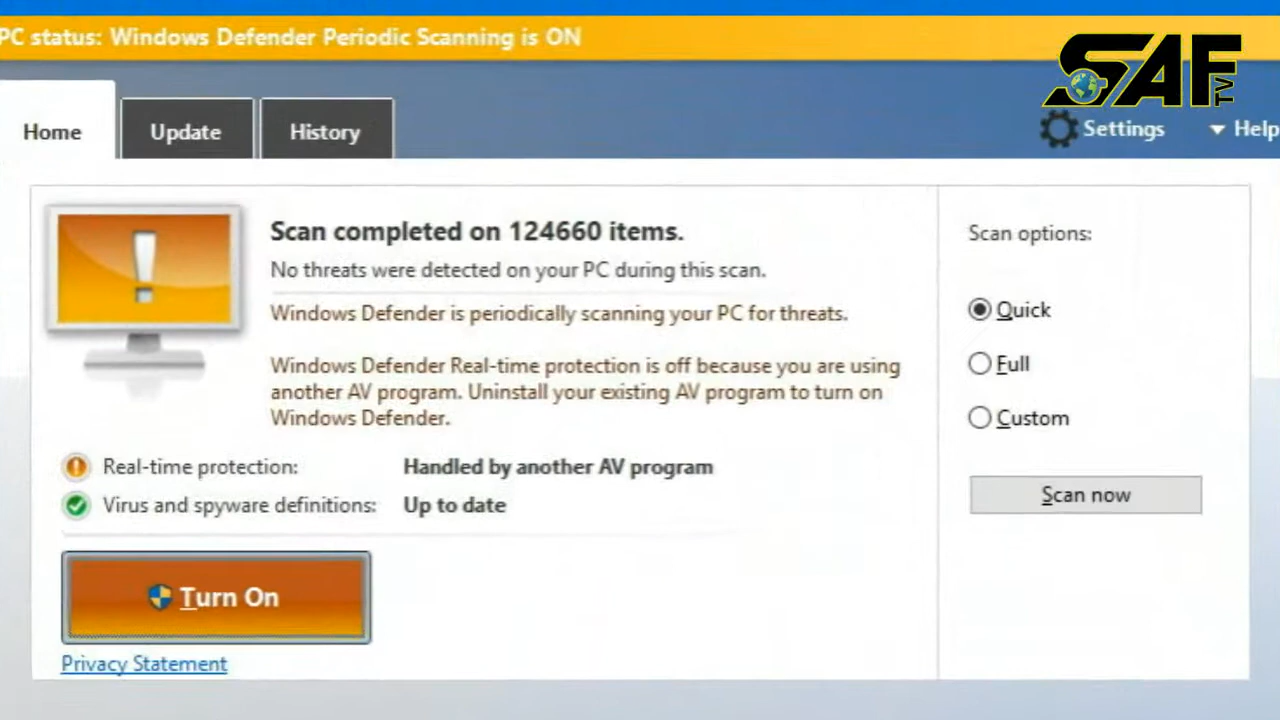 PC status: Windows Defender Periodic Scanning is ON
SAF TV
Home
Update
History
Settings
Help
Scan completed on 124660 items.
No threats were detected on your PC during this scan.
Windows Defender is periodically scanning your PC for threats.
Windows Defender Real-time protection is off because you are using
another AV program. Uninstall your existing AV program to turn on
Windows Defender.
Real-time protection: Handled by another AV program
Virus and spyware definitions: Up to date
Turn On
Privacy Statement
Scan options:
Quick
Full
Custom
Scan now